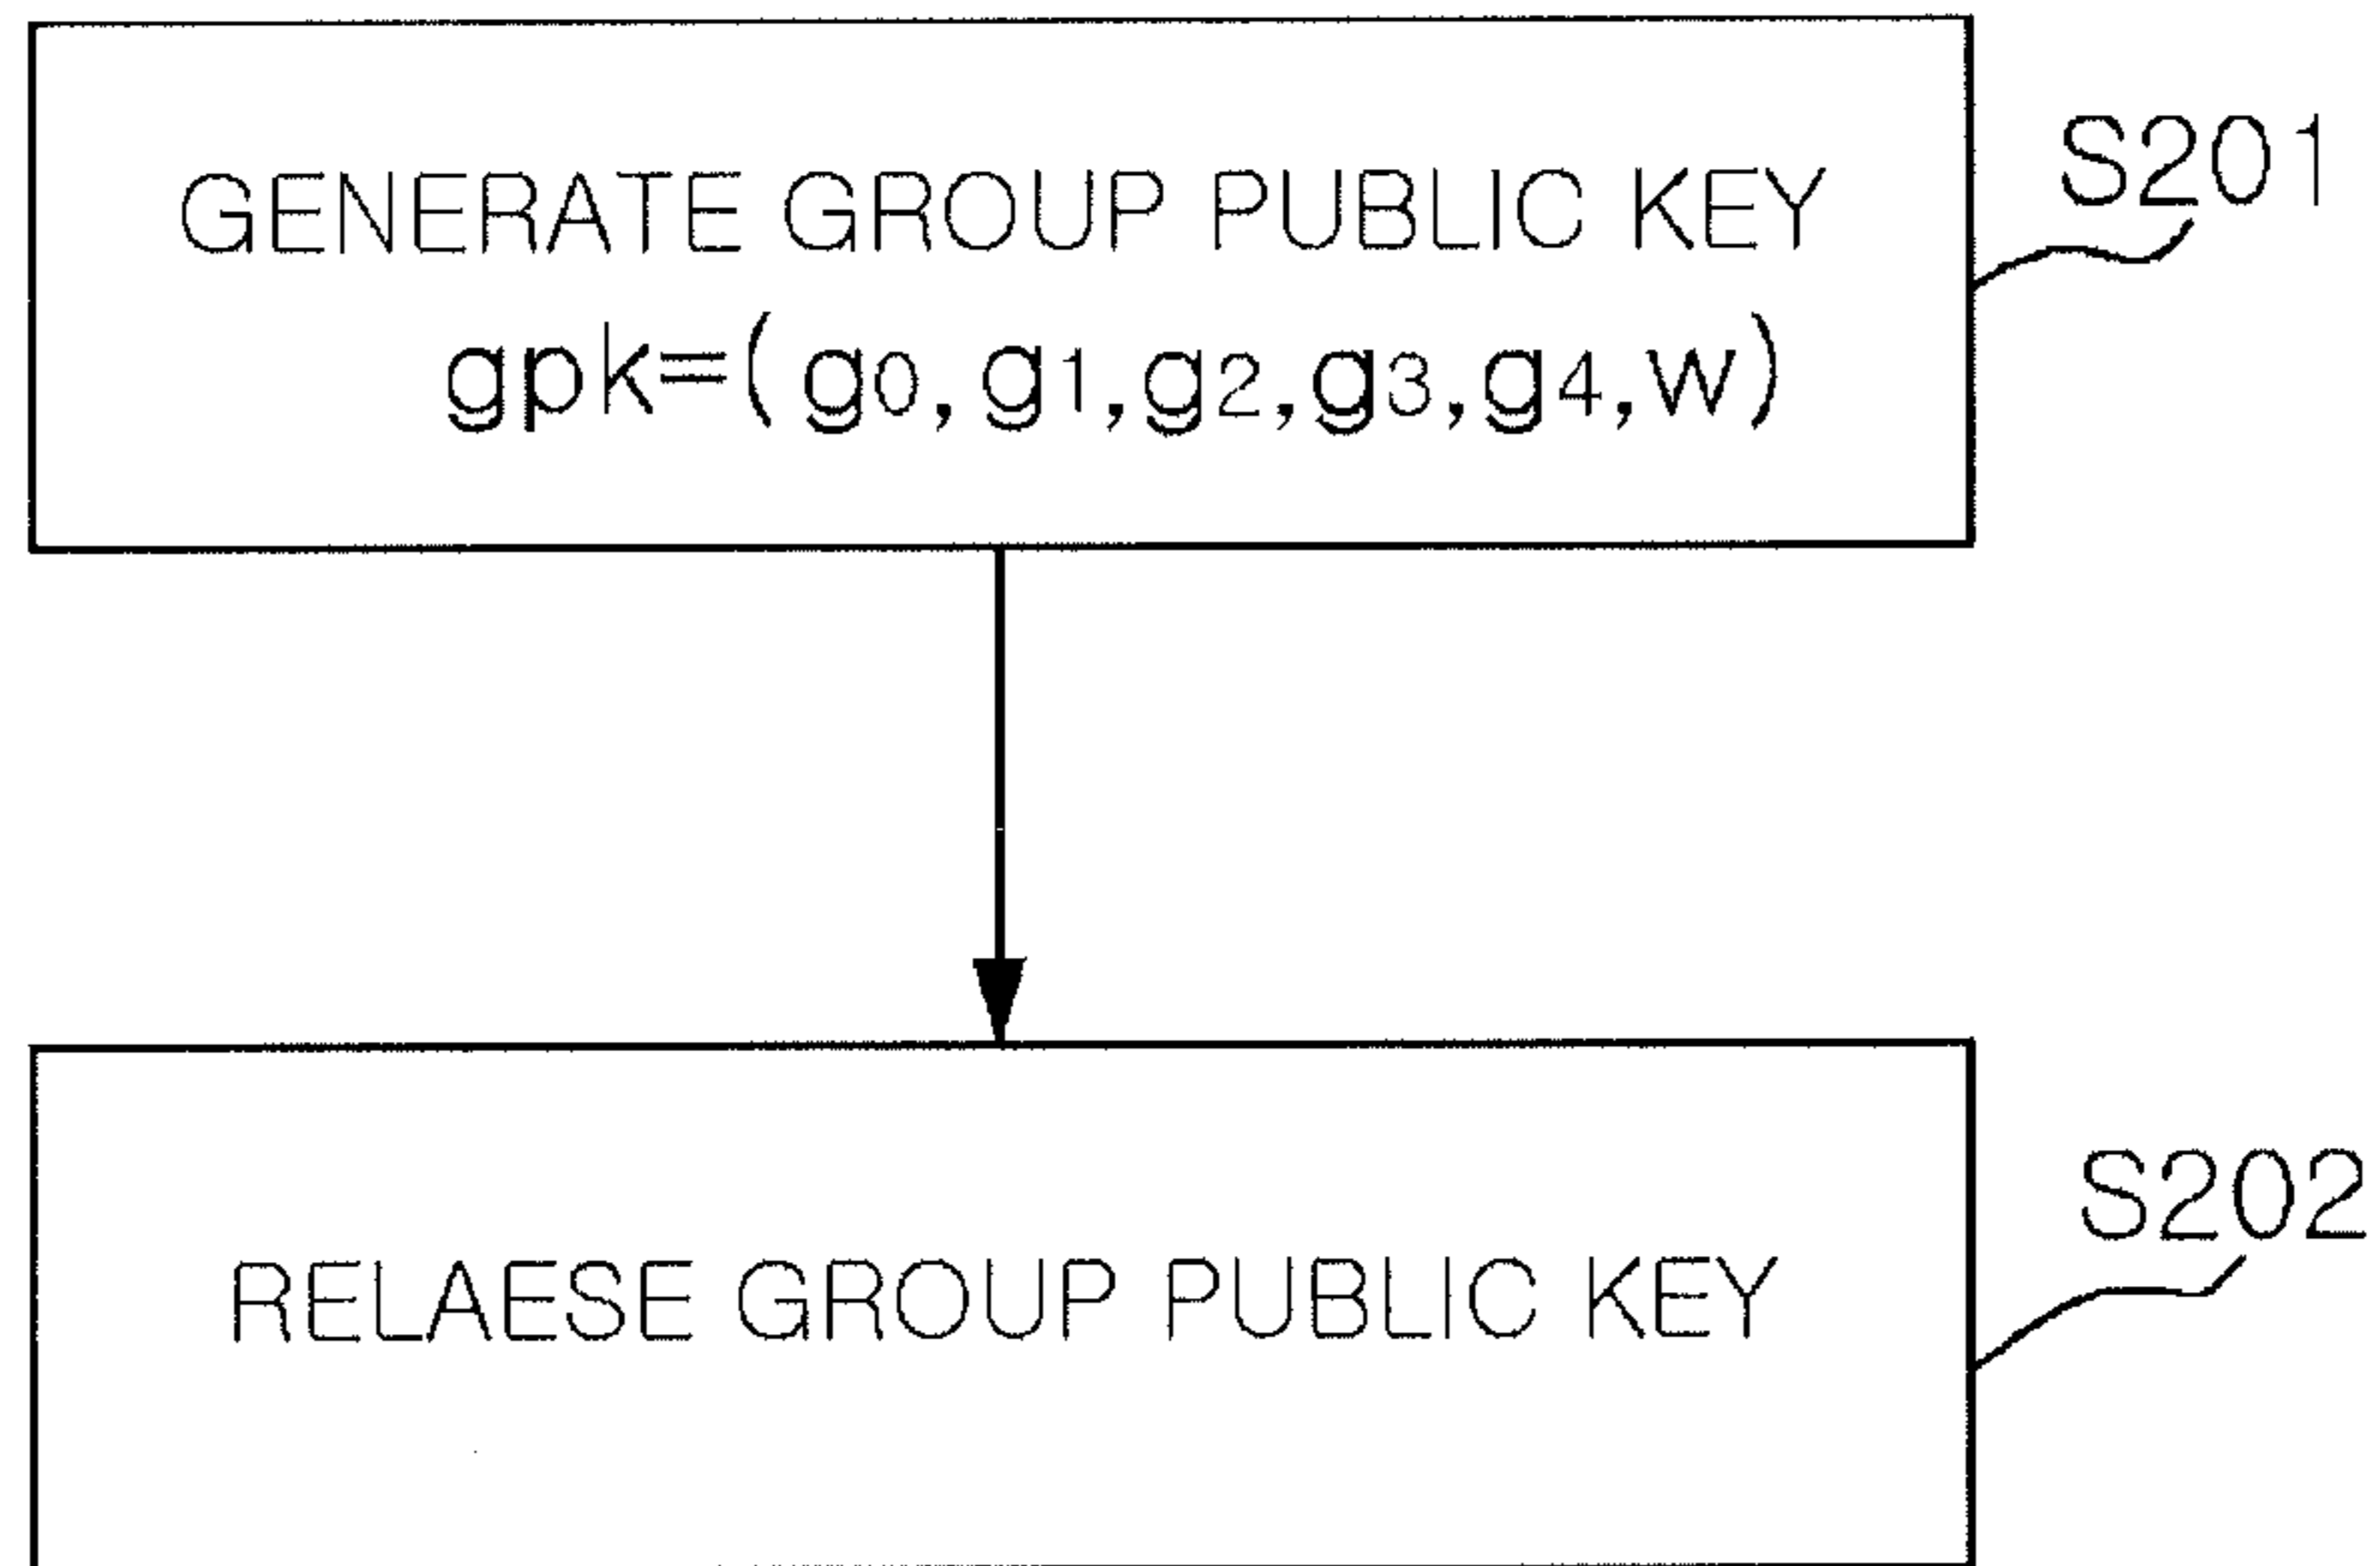 GENERATE GROUP PUBLIC KEY
gpk=(g0,g1,g2,g3,g4,w)
S201
RELAESE GROUP PUBLIC KEY
S202